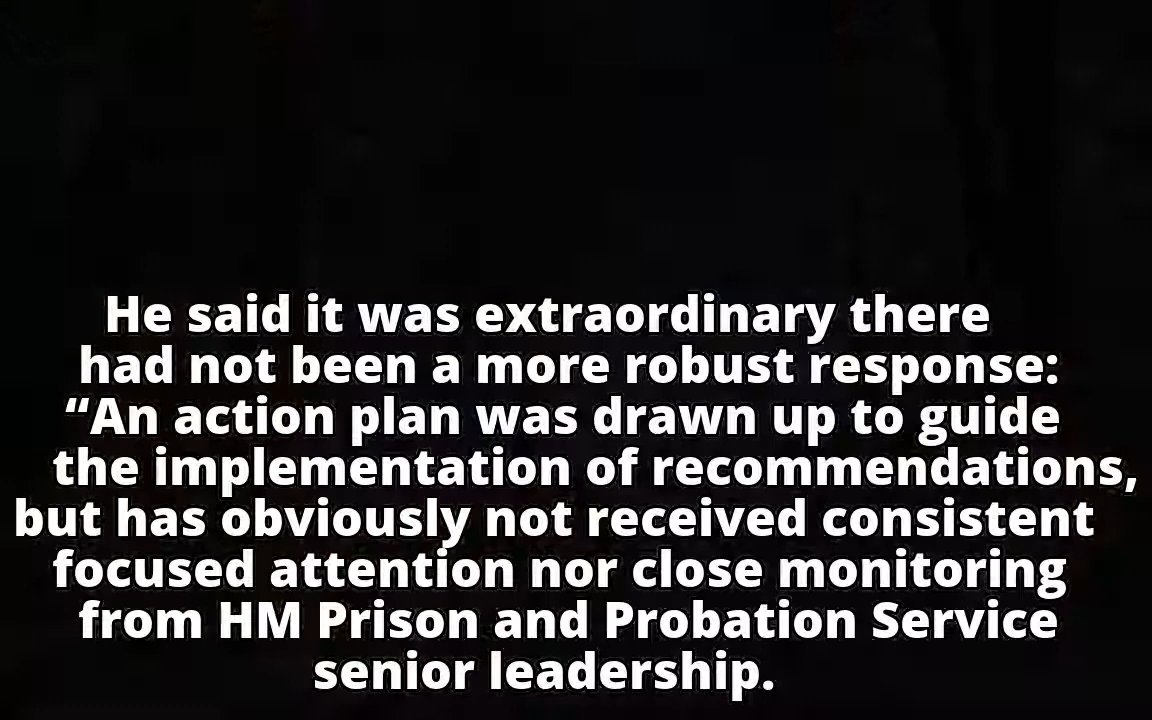 He said it was extraordinary there
had not been a more robust response:
“An action plan was drawn up to guide
the implementation of recommendations,
but has obviously not received consistent
focused attention nor close monitoring
from HM Prison and Probation Service
senior leadership.